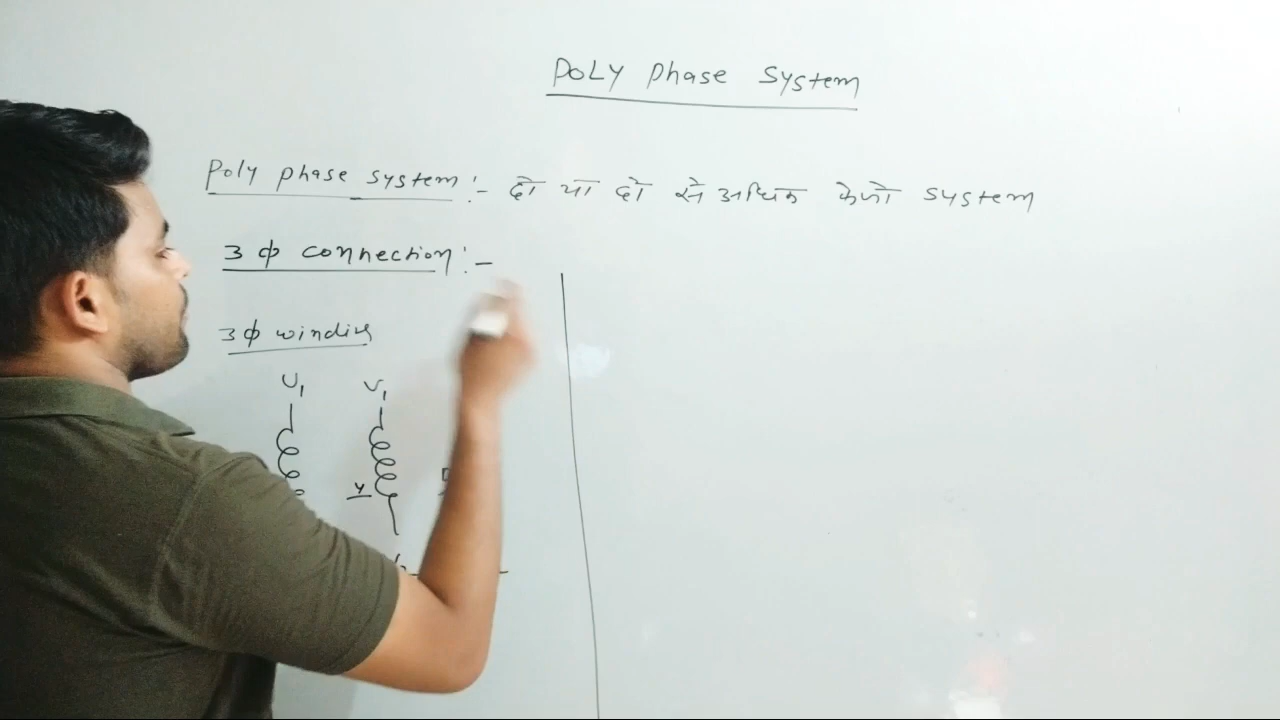 POLY Phase System
Poly phase system:- दो या दो से अधिक फेजो system
3 ф connection:-
3 ф winding
U1 V1
Y